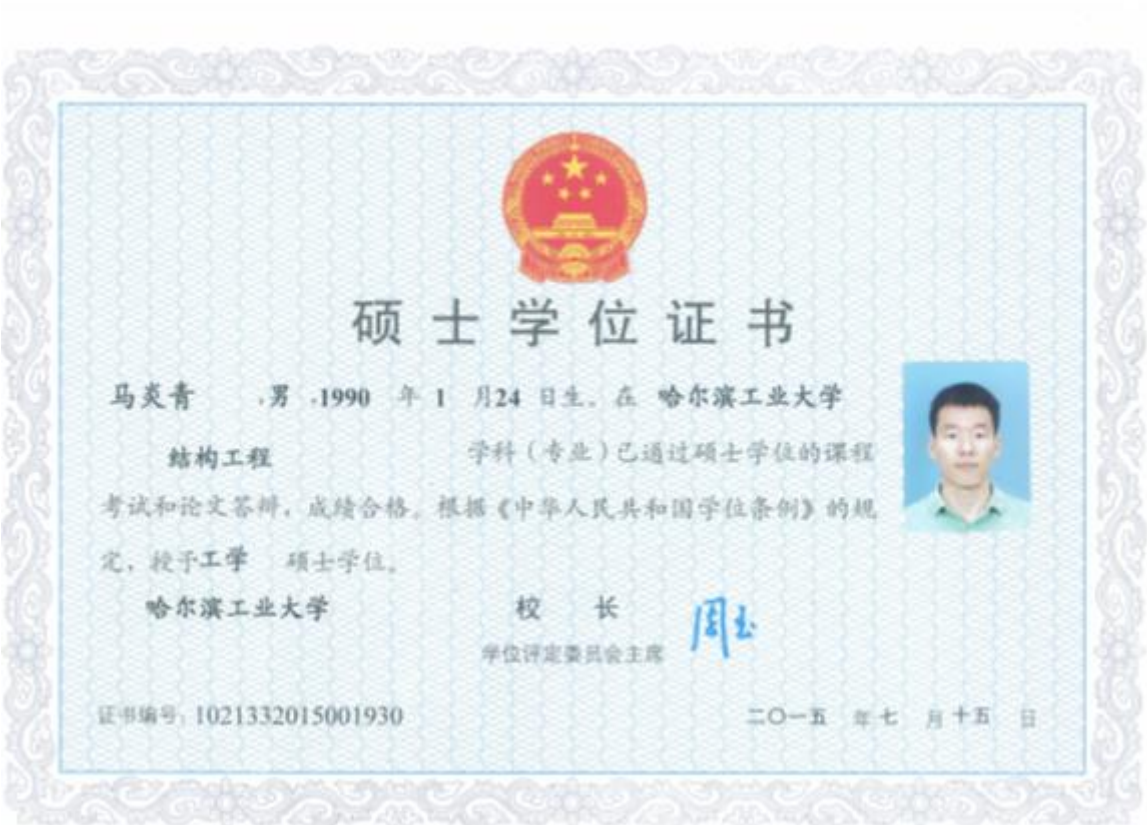 硕士学位证书
马炎青 ,男 ,1990 年 1 月24 日生。在 哈尔滨工业大学
结构工程 学科(专业)已通过硕士学位的课程
考试和论文答辩,成绩合格。根据《中华人民共和国学位条例》的规
定,授予工学 硕士学位。
哈尔滨工业大学 校 长 周玉
学位评定委员会主席
证书编号:1021332015001930 二〇一五 年 七 月 十五 日